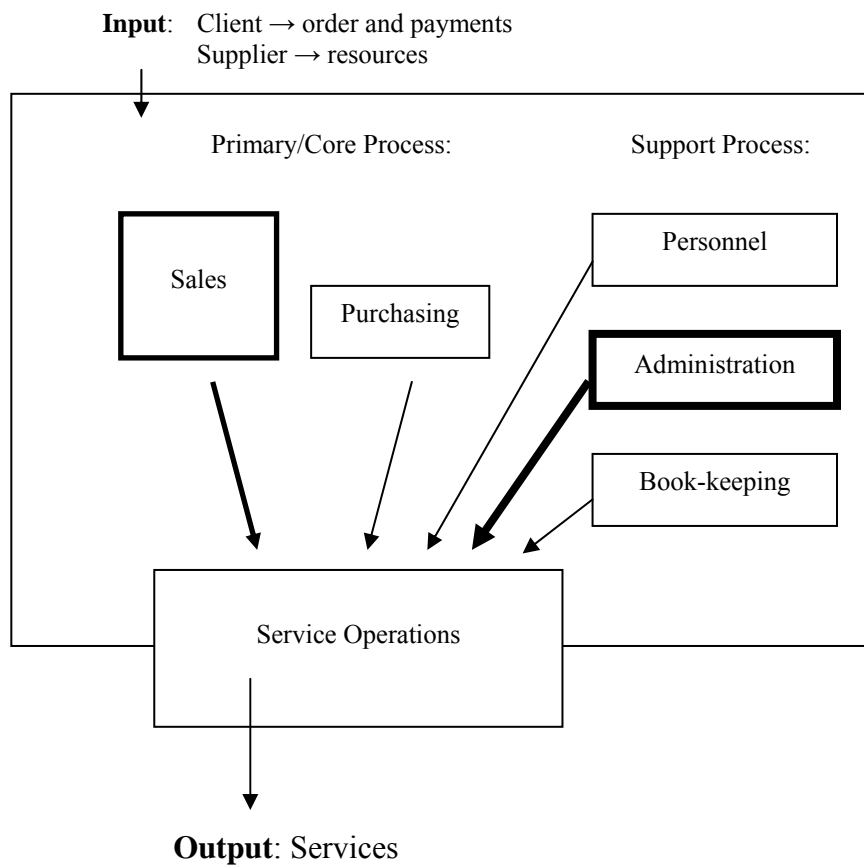 Input: Client → order and payments
Supplier → resources
Primary/Core Process:
Support Process:
Sales
Purchasing
Personnel
Administration
Book-keeping
Service Operations
Output: Services